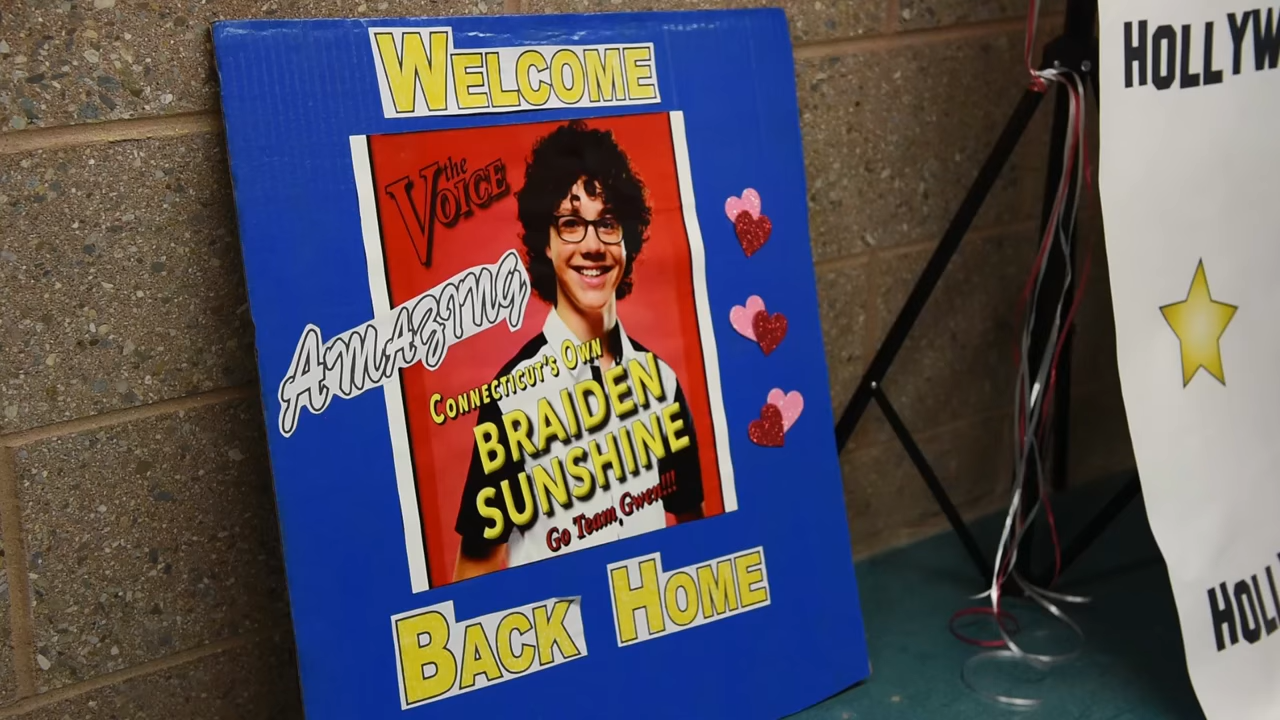 WELCOME
the
VOICE
AMAZING
CONNECTICUT'S OWN
BRAIDEN
SUNSHINE
Go Team Gwen!!!
BACK HOME
HOLLYW
HOLL